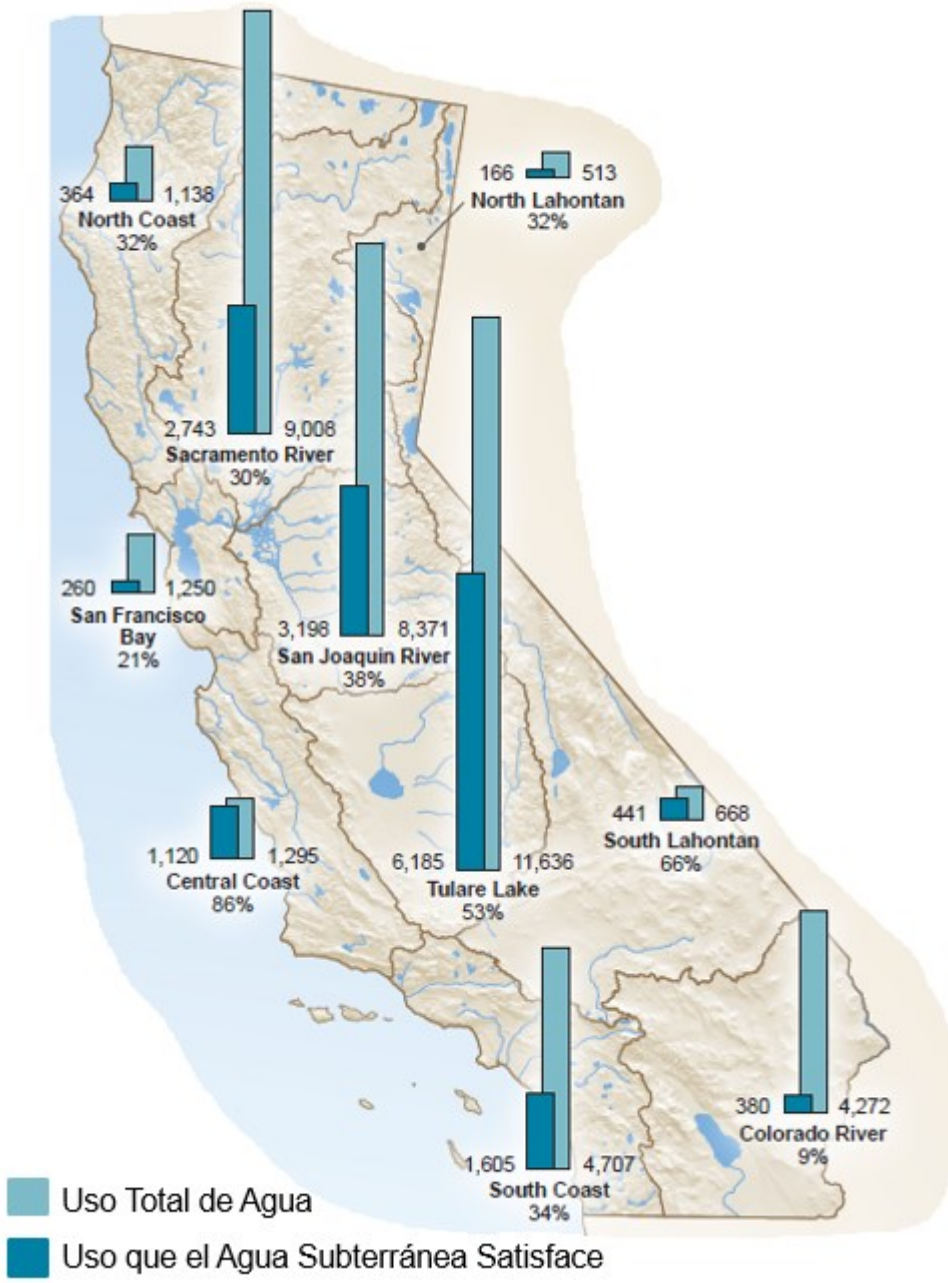 364 1,138
North Coast
32%
166 513
North Lahontan
32%
2,743 9,008
Sacramento River
30%
260 1,250
San Francisco
Bay
21%
3,198 8,371
San Joaquin River
38%
1,120 1,295
Central Coast
86%
6,185 11,636
Tulare Lake
53%
441 668
South Lahontan
66%
380 4,272
Colorado River
9%
1,605 4,707
South Coast
34%
Uso Total de Agua
Uso que el Agua Subterránea Satisface